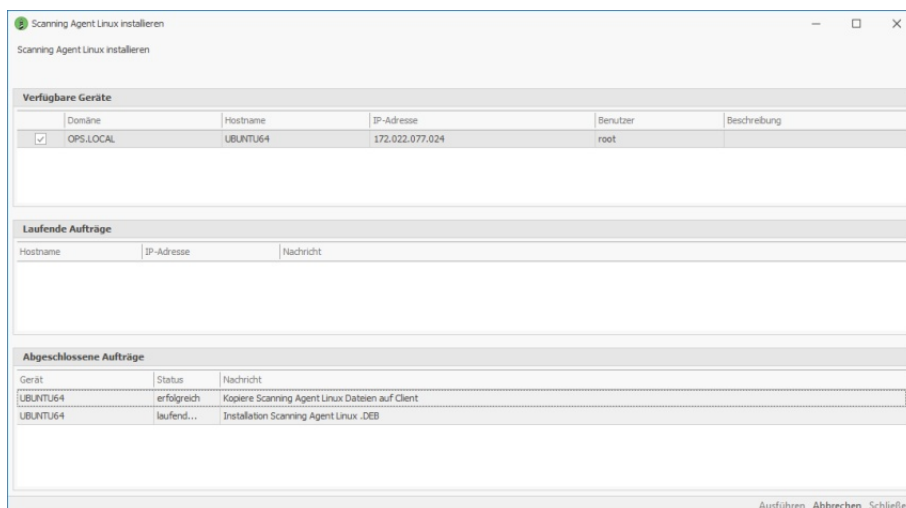 Scanning Agent Linux installieren
Scanning Agent Linux installieren
Verfügbare Geräte
Domäne Hostname IP-Adresse Benutzer Beschreibung
OPS.LOCAL UBUNTU64 172.022.077.024 root
Laufende Aufträge
Hostname IP-Adresse Nachricht
Abgeschlossene Aufträge
Gerät Status Nachricht
UBUNTU64 erfolgreich Kopiere Scanning Agent Linux Dateien auf Client
UBUNTU64 laufend... Installation Scanning Agent Linux .DEB
Ausführen Abbrechen Schließe